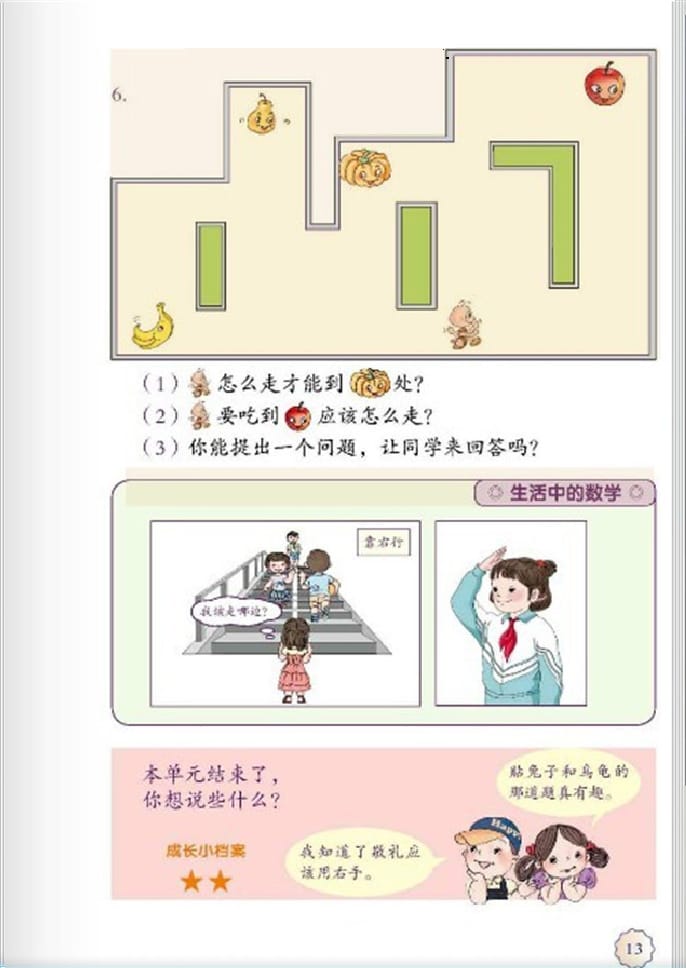 6.
(1) 怎么走才能到 处？
(2) 要吃到 应该怎么走？
(3) 你能提出一个问题，让同学来回答吗？
生活中的数学
靠右行
我该走哪边？
本单元结束了，
你想说些什么？
贴兔子和乌龟的
那道题真有趣。
成长小档案
Happy
我知道了敬礼应
该用右手。
13